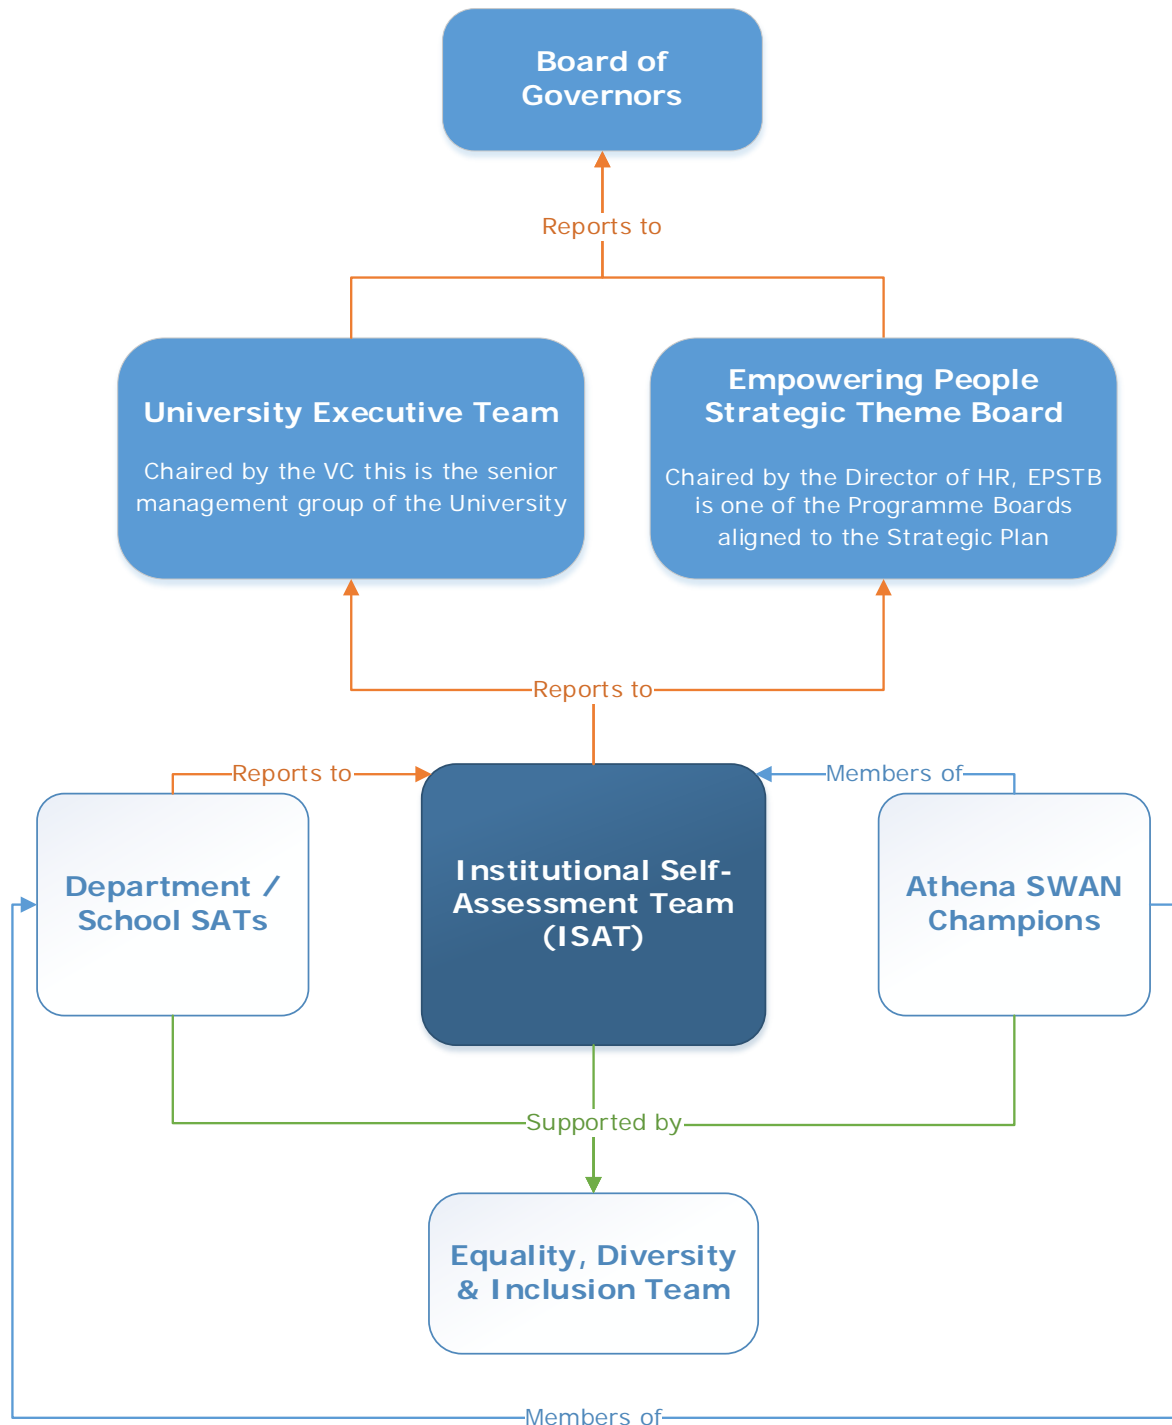 Board of
Governors
Reports to
University Executive Team
Chaired by the VC this is the senior
management group of the University
Empowering People
Strategic Theme Board
Chaired by the Director of HR, EPSTB
is one of the Programme Boards
aligned to the Strategic Plan
Reports to
Reports to
Members of
Department /
School SATs
Institutional Self-
Assessment Team
(ISAT)
Athena SWAN
Champions
Supported by
Equality, Diversity
& Inclusion Team
Members of